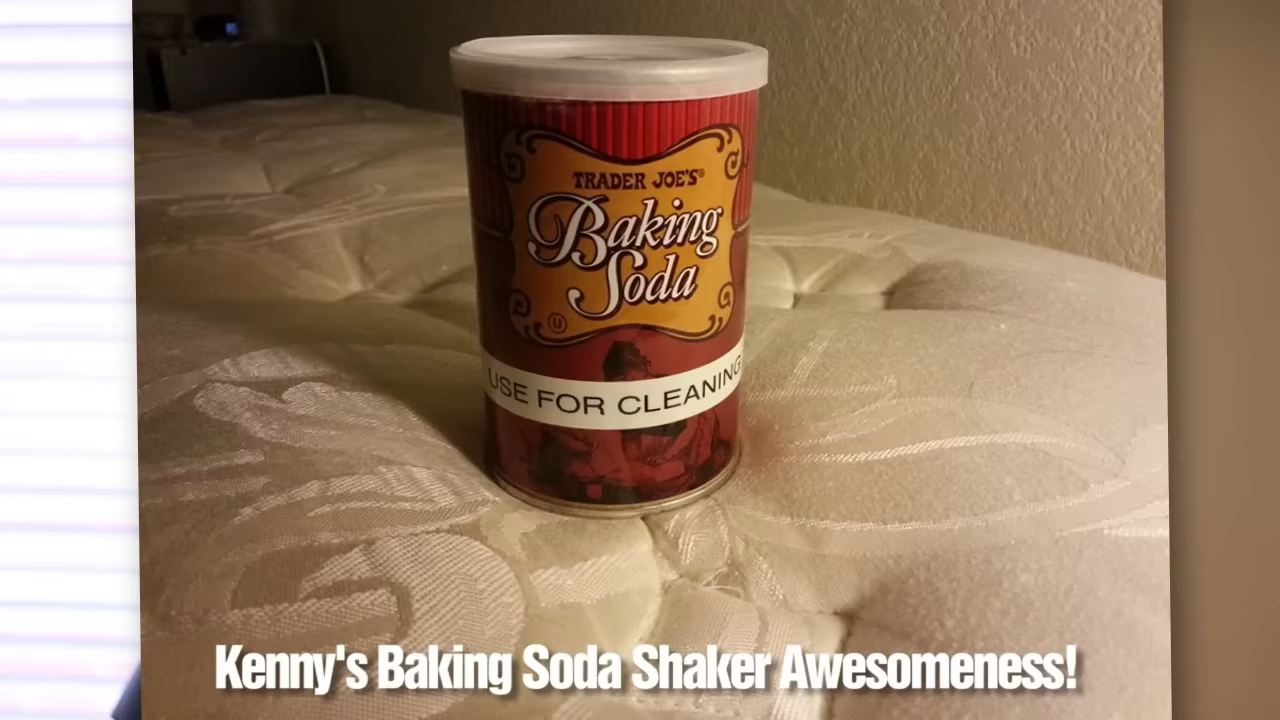 TRADER JOE'S®
Baking
Soda
U
USE FOR CLEANING
Kenny's Baking Soda Shaker Awesomeness!